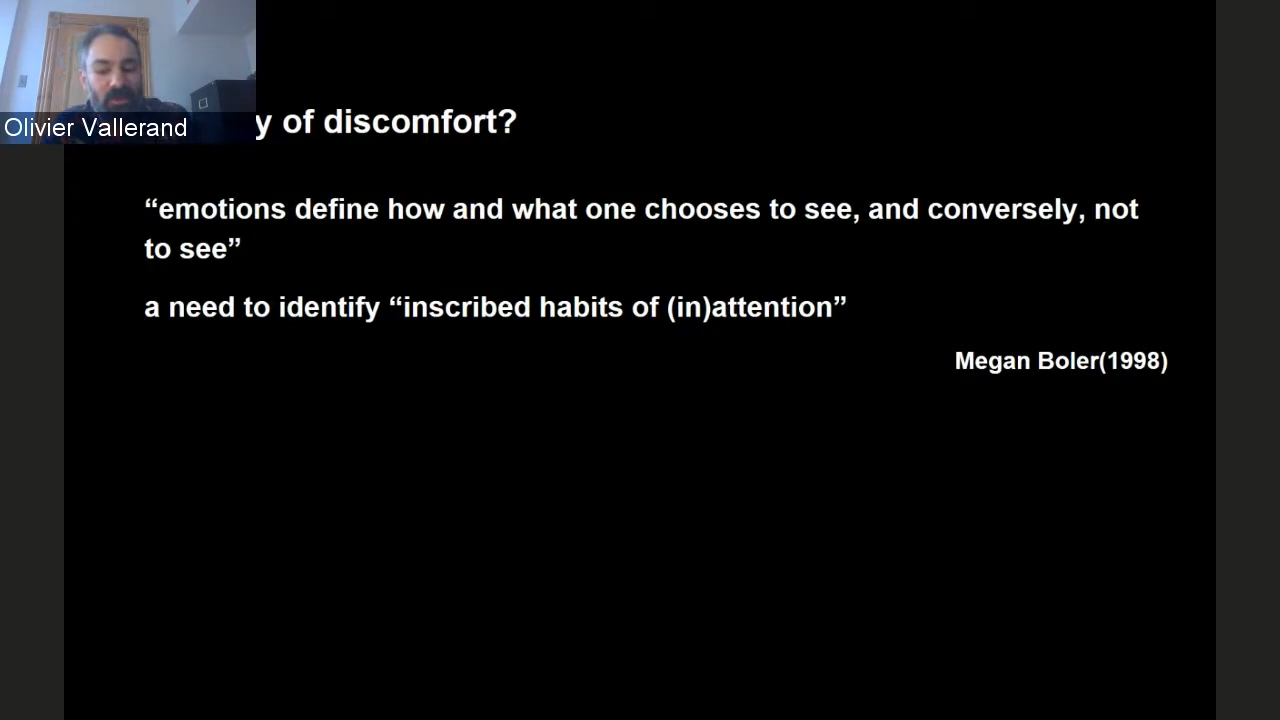 Olivier Vallerand
y of discomfort?
“emotions define how and what one chooses to see, and conversely, not
to see”
a need to identify “inscribed habits of (in)attention”
Megan Boler(1998)